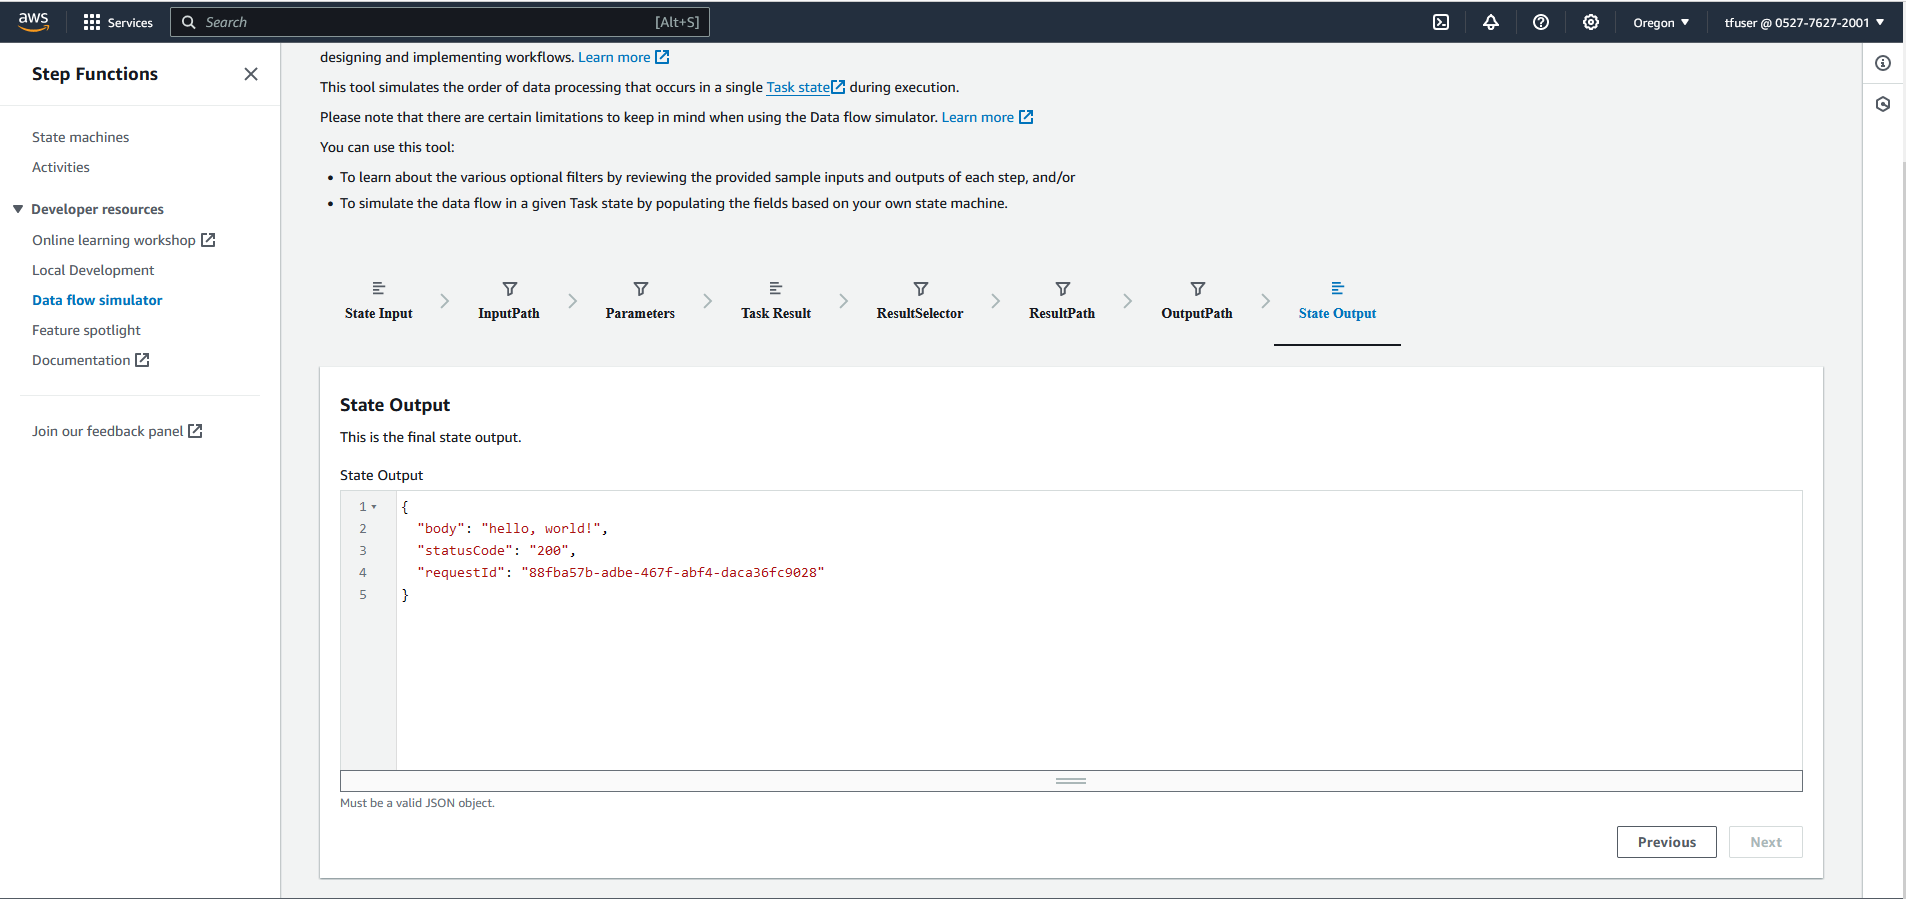 aws
Services
Search
[Alt+S]
Oregon
tfuser @ 0527-7627-2001
Step Functions
State machines
Activities
Developer resources
Online learning workshop
Local Development
Data flow simulator
Feature spotlight
Documentation
Join our feedback panel
designing and implementing workflows. Learn more
This tool simulates the order of data processing that occurs in a single Task state during execution.
Please note that there are certain limitations to keep in mind when using the Data flow simulator. Learn more
You can use this tool:
• To learn about the various optional filters by reviewing the provided sample inputs and outputs of each step, and/or
• To simulate the data flow in a given Task state by populating the fields based on your own state machine.
State Input
InputPath
Parameters
Task Result
ResultSelector
ResultPath
OutputPath
State Output
State Output
This is the final state output.
State Output
1 {
2 "body": "hello, world!",
3 "statusCode": "200",
4 "requestId": "88fba57b-adbe-467f-abf4-daca36fc9028"
5 }
Must be a valid JSON object.
Previous
Next